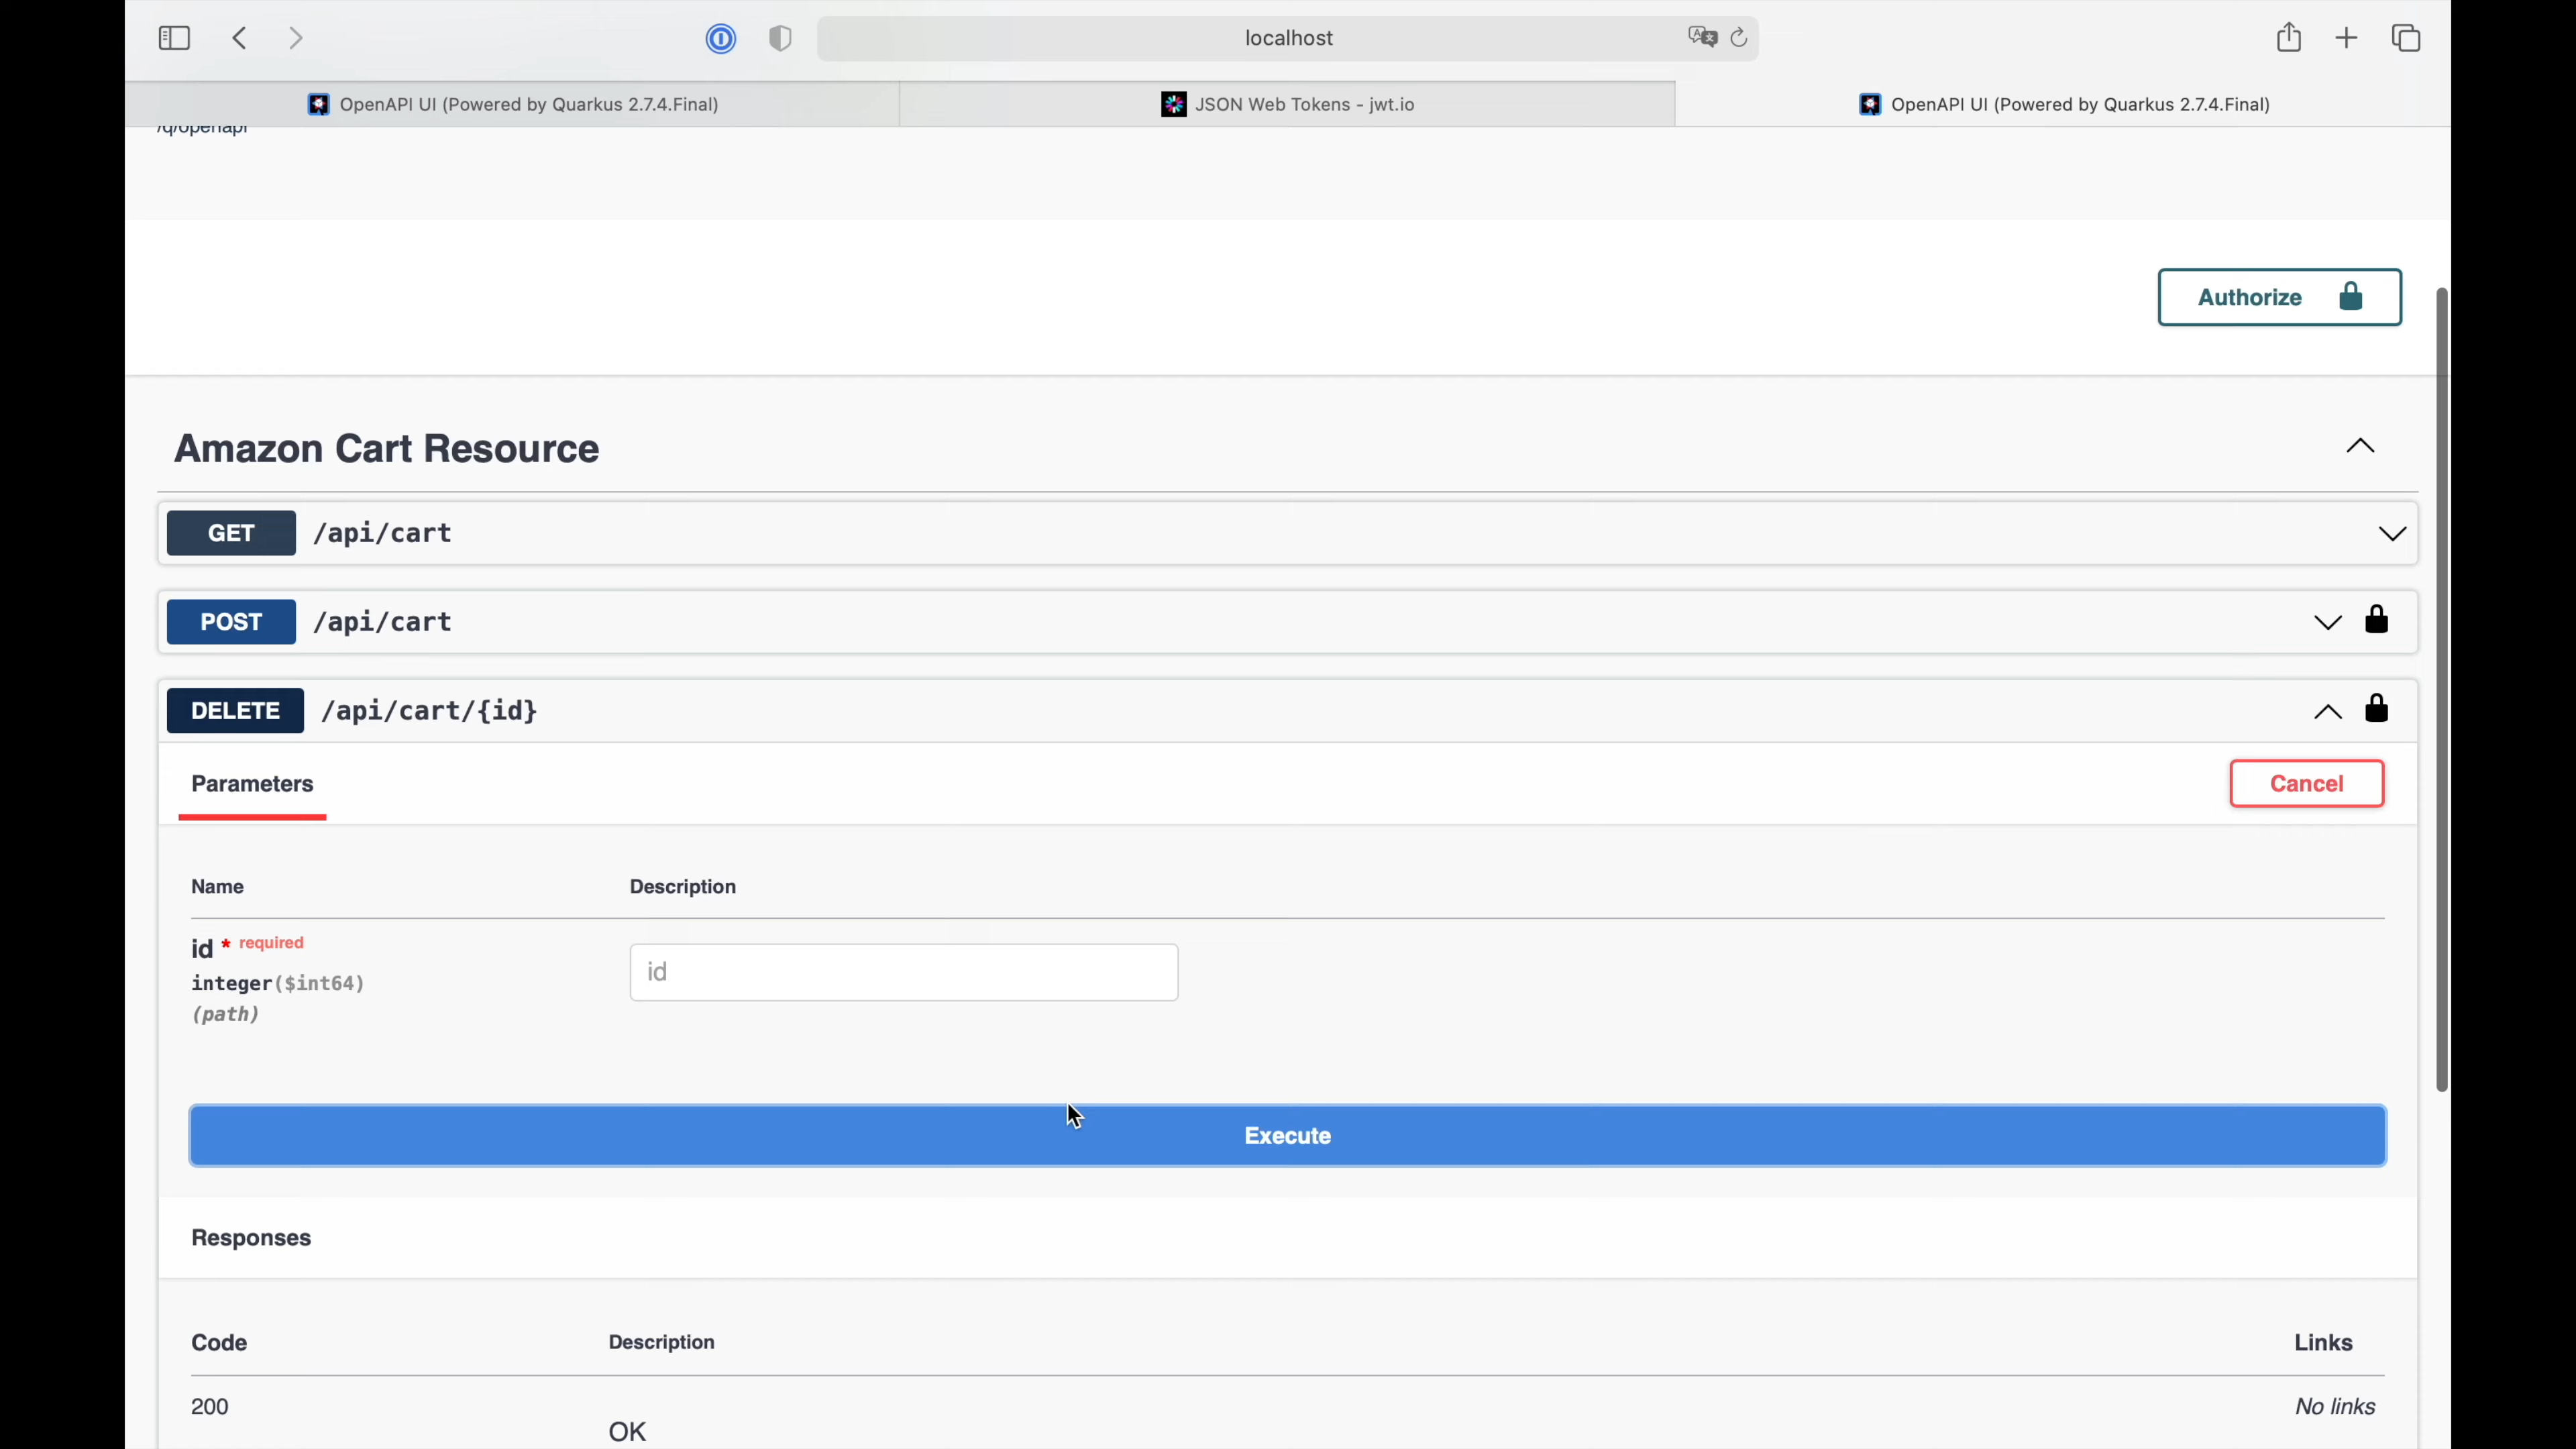 localhost
OpenAPI UI (Powered by Quarkus 2.7.4.Final)
JSON Web Tokens - jwt.io
OpenAPI UI (Powered by Quarkus 2.7.4.Final)
/q/openapi
Authorize
Amazon Cart Resource
GET /api/cart
POST /api/cart
DELETE /api/cart/{id}
Parameters
Cancel
Name Description
id * required
id
integer($int64)
(path)
Execute
Responses
Code Description Links
200 No links
OK